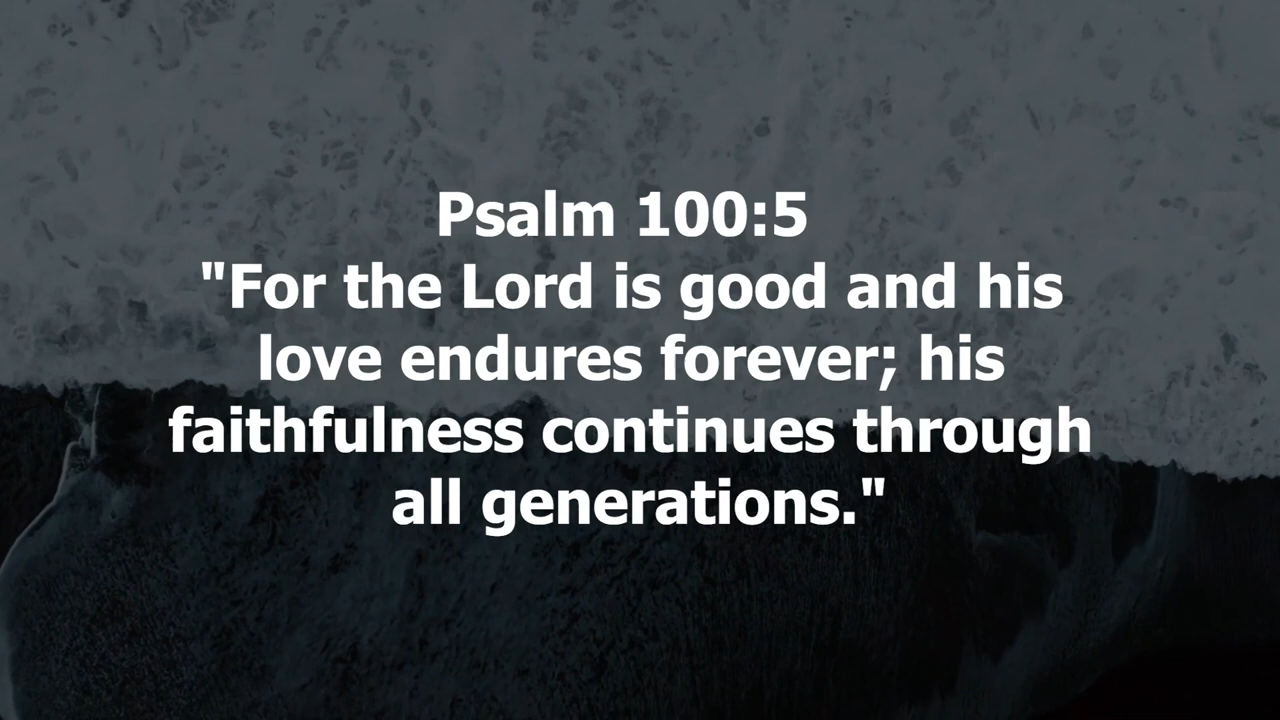 Psalm 100:5
"For the Lord is good and his
love endures forever; his
faithfulness continues through
all generations."